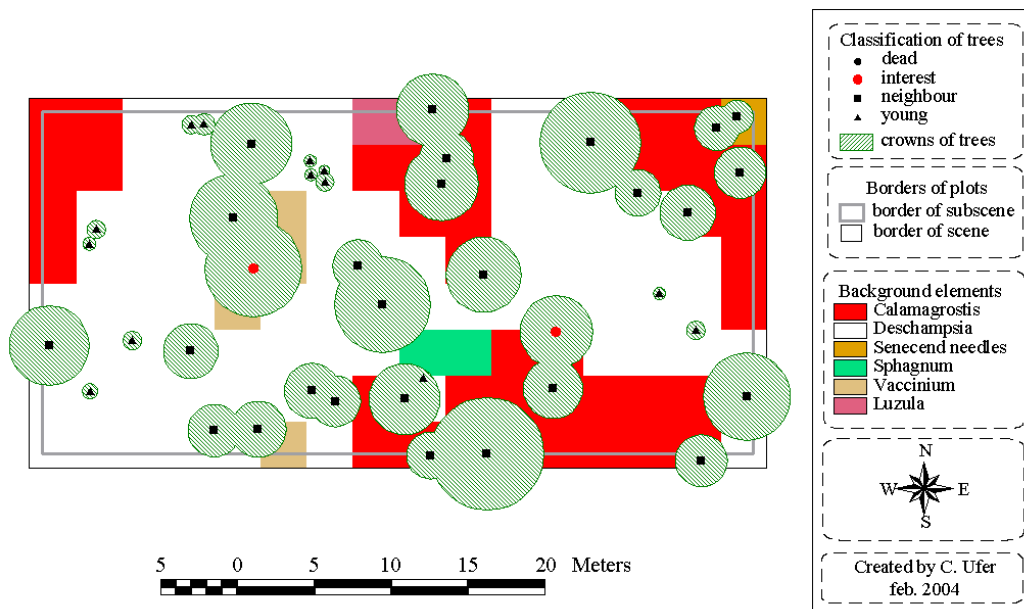 Classification of trees
dead
interest
neighbour
young
crowns of trees
Borders of plots
border of subscene
border of scene
Background elements
Calamagrostis
Deschampsia
Senecend needles
Sphagnum
Vaccinium
Luzula
N
W E
S
Created by C. Ufer
feb. 2004
5 0 5 10 15 20 Meters